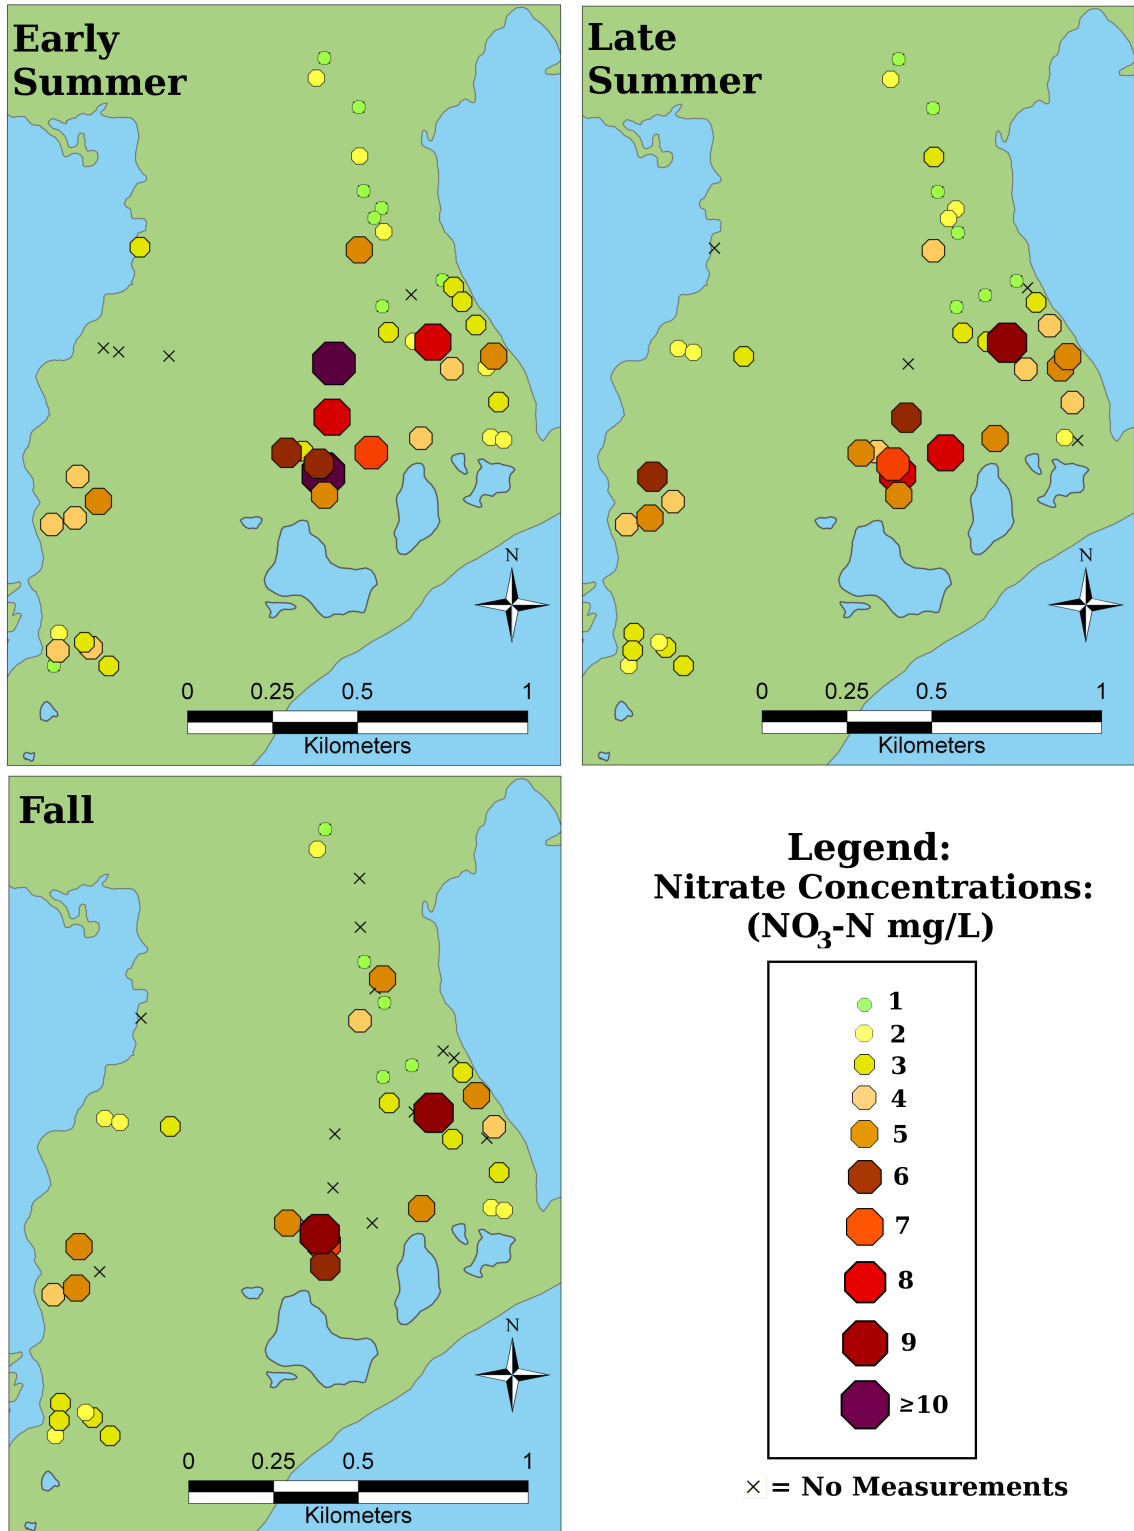 Early
Summer
N
0 0.25 0.5 1
Kilometers
Late
Summer
N
0 0.25 0.5 1
Kilometers
Fall
N
0 0.25 0.5 1
Kilometers
Legend:
Nitrate Concentrations:
(NO3-N mg/L)
1
2
3
4
5
6
7
8
9
≥10
× = No Measurements